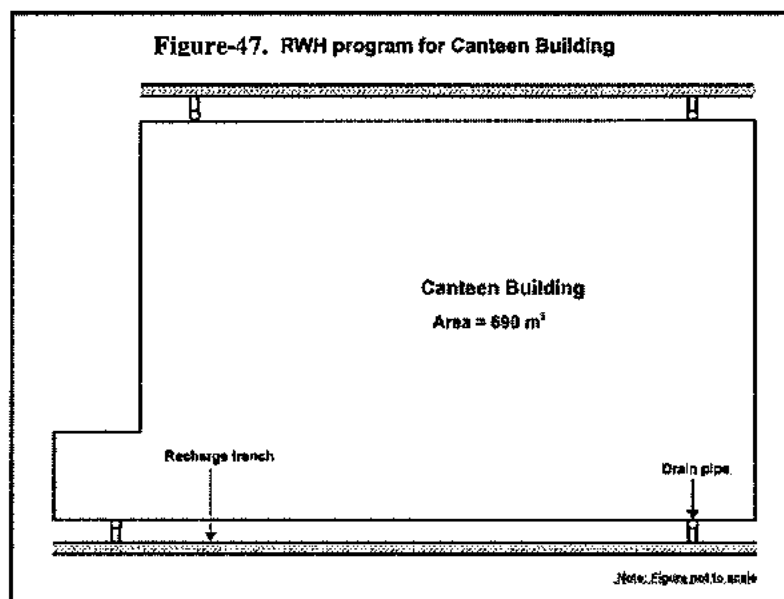 Figure-47. RWH program for Canteen Building
Canteen Building
Area = 690 m²
Recharge trench
Drain pipe
Note: Figure not to scale